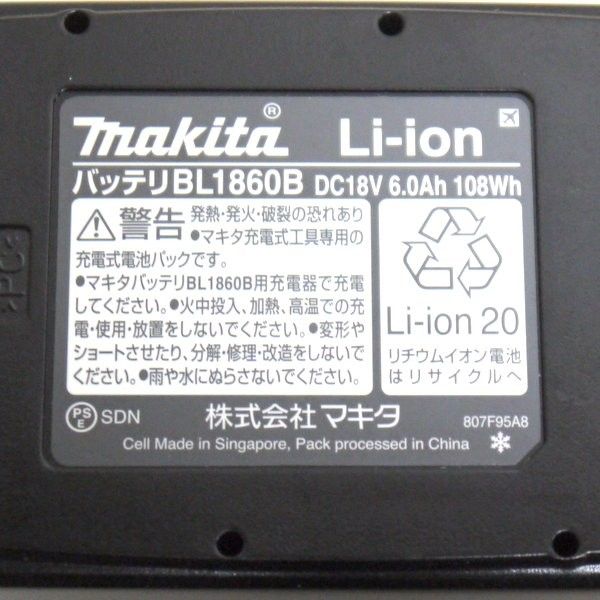 makita® Li-ion
バッテリBL1860B DC18V 6.0Ah 108Wh
警告 発熱・発火・破裂の恐れあり
●マキタ充電式工具専用の
充電式電池パックです。
●マキタバッテリBL1860B用充電器で充電
してください。●火中投入、加熱、高温での充
電・使用・放置をしないでください。●変形や
ショートさせたり、分解・修理・改造をしないで
ください。●雨や水にぬらさないでください。
Li-ion 20
リチウムイオン電池
はリサイクルへ
PS
E SDN 株式会社マキタ 807F95A8
Cell Made in Singapore, Pack processed in China